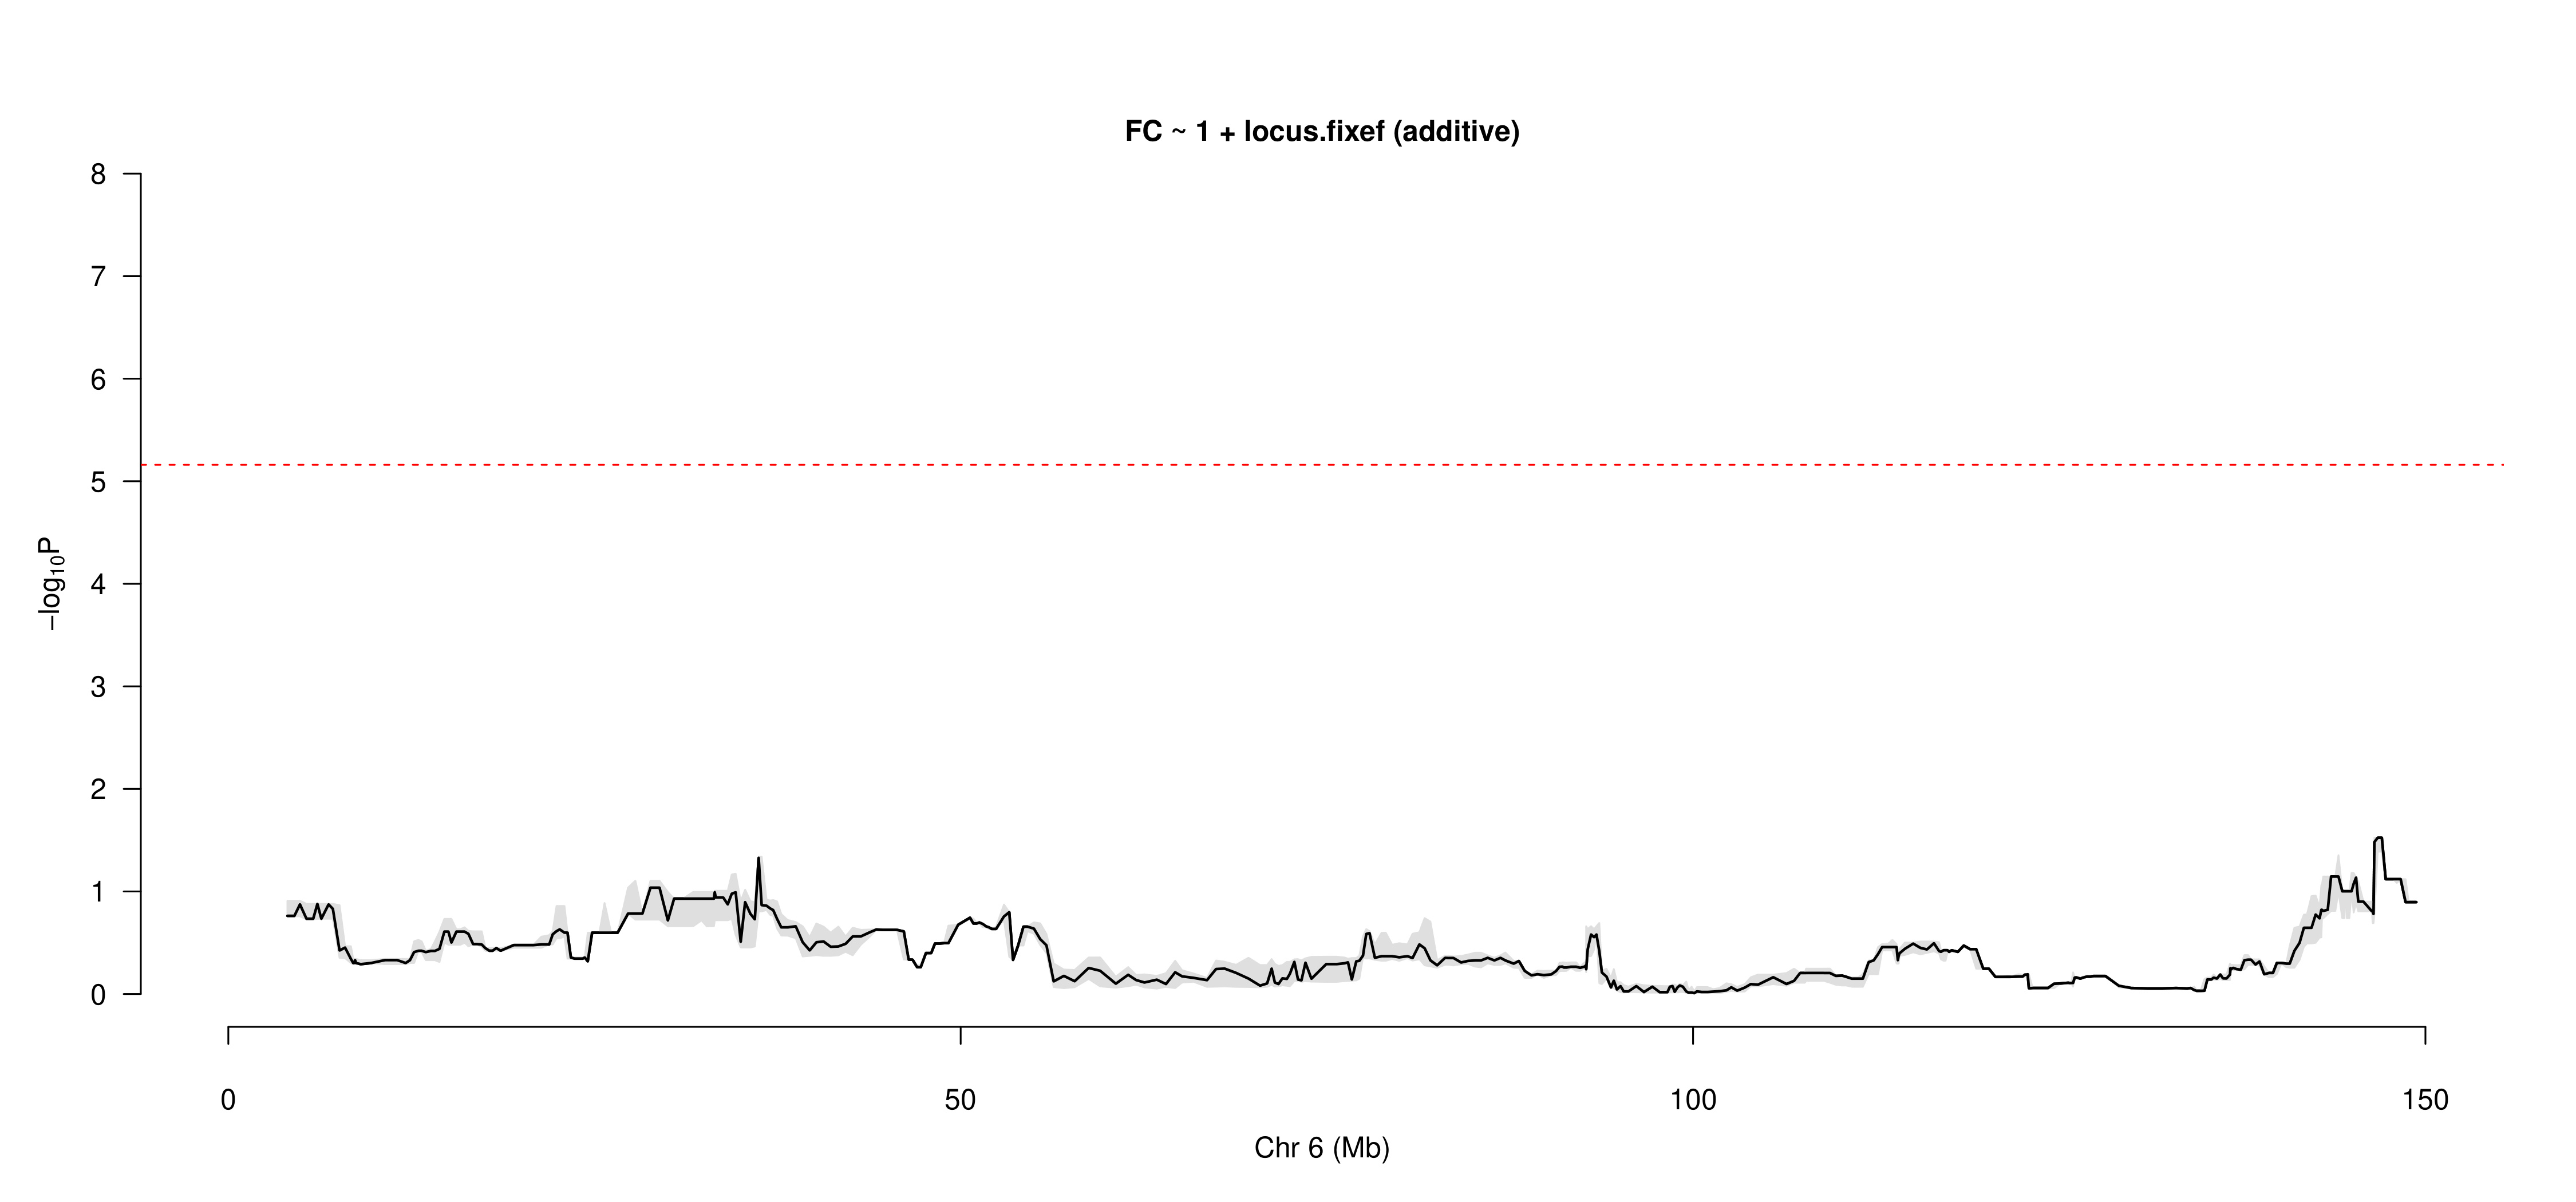 FC ~ 1 + locus.fixef (additive)
8
7
6
5
4
3
2
1
0
−log10P
0 50 100 150
Chr 6 (Mb)